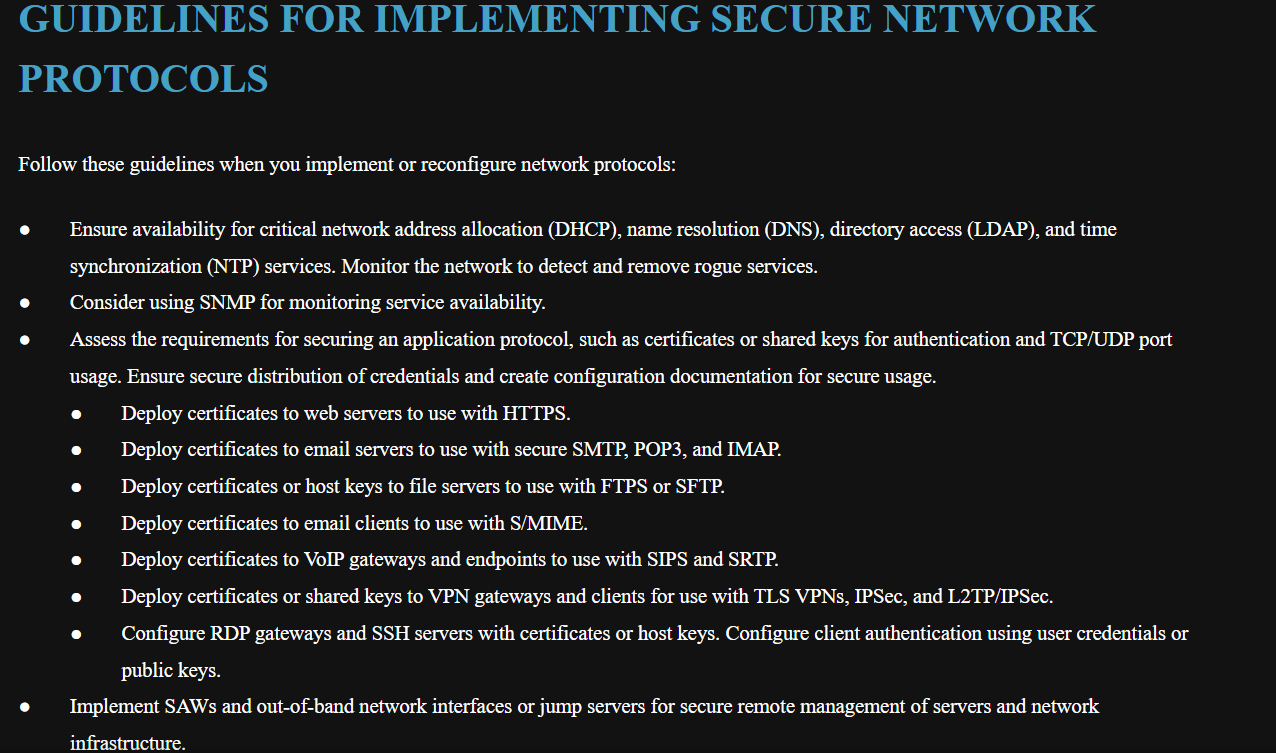 GUIDELINES FOR IMPLEMENTING SECURE NETWORK
PROTOCOLS
Follow these guidelines when you implement or reconfigure network protocols:
● Ensure availability for critical network address allocation (DHCP), name resolution (DNS), directory access (LDAP), and time
synchronization (NTP) services. Monitor the network to detect and remove rogue services.
● Consider using SNMP for monitoring service availability.
● Assess the requirements for securing an application protocol, such as certificates or shared keys for authentication and TCP/UDP port
usage. Ensure secure distribution of credentials and create configuration documentation for secure usage.
● Deploy certificates to web servers to use with HTTPS.
● Deploy certificates to email servers to use with secure SMTP, POP3, and IMAP.
● Deploy certificates or host keys to file servers to use with FTPS or SFTP.
● Deploy certificates to email clients to use with S/MIME.
● Deploy certificates to VoIP gateways and endpoints to use with SIPS and SRTP.
● Deploy certificates or shared keys to VPN gateways and clients for use with TLS VPNs, IPSec, and L2TP/IPSec.
● Configure RDP gateways and SSH servers with certificates or host keys. Configure client authentication using user credentials or
public keys.
● Implement SAWs and out-of-band network interfaces or jump servers for secure remote management of servers and network
infrastructure.